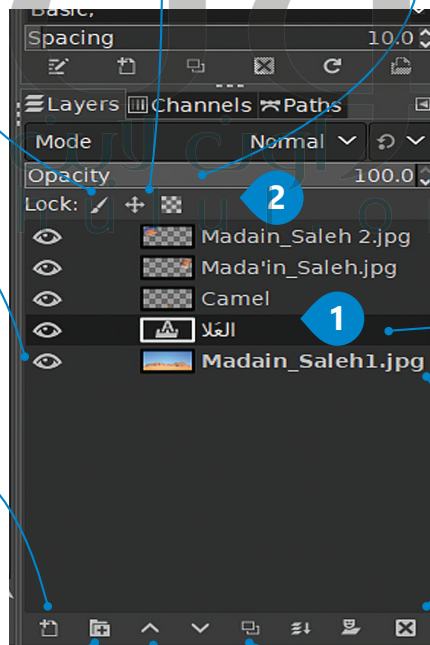 Basic,
Spacing 10.0
Layers Channels Paths
Mode Normal
Opacity 100.0
Lock:
2
Madain_Saleh 2.jpg
Mada'in_Saleh.jpg
Camel
1
العَلا
Madain_Saleh1.jpg